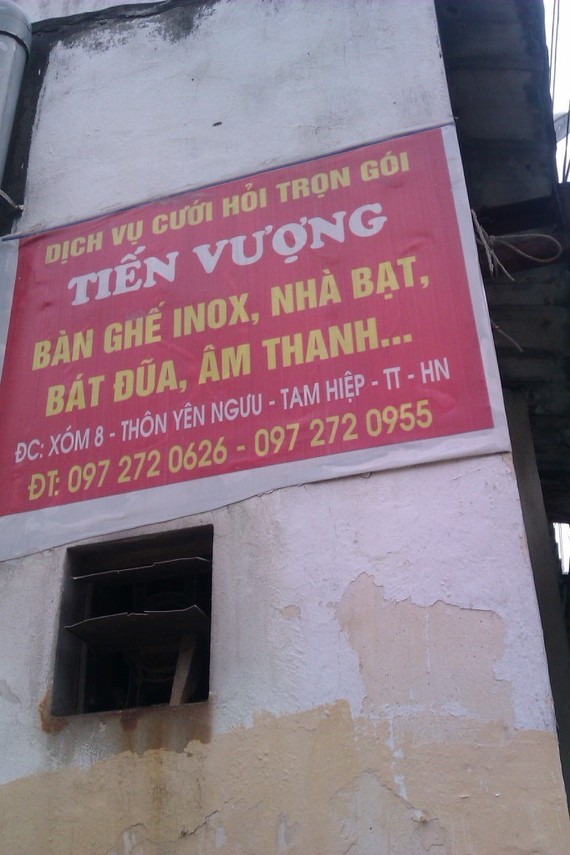 DỊCH VỤ CƯỚI HỎI TRỌN GÓI
TIẾN VƯỢNG
BÀN GHẾ INOX, NHÀ BẠT,
BÁT ĐŨA, ÂM THANH...
ĐC: XÓM 8 - THÔN YÊN NGƯU - TAM HIỆP - TT - HN
ĐT: 097 272 0626 - 097 272 0955